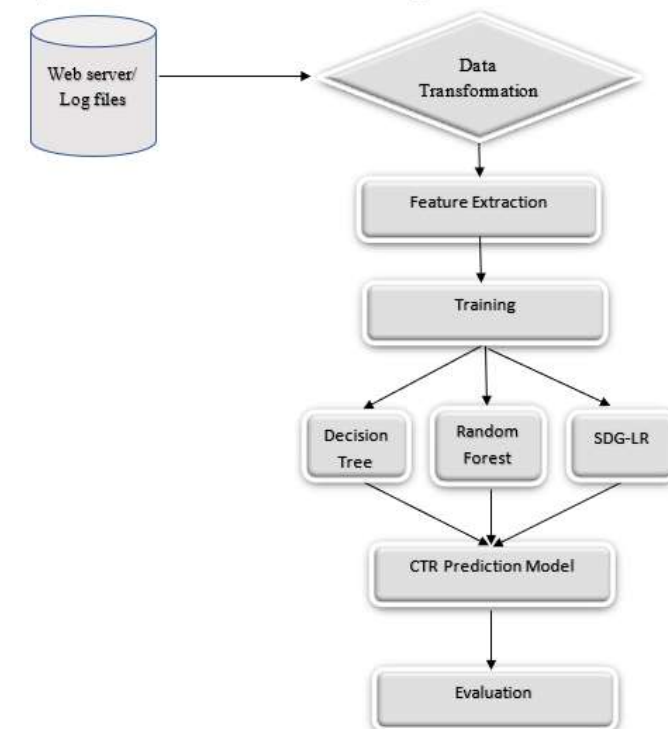 Web server/
Log files
Data
Transformation
Feature Extraction
Training
Decision
Tree
Random
Forest
SDG-LR
CTR Prediction Model
Evaluation